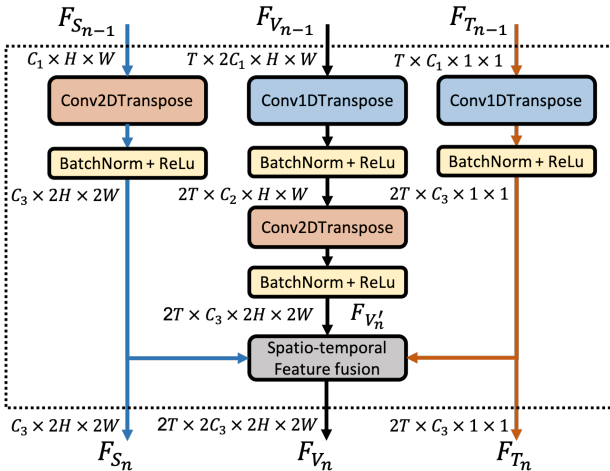 F_{S_{n-1}} F_{V_{n-1}} F_{T_{n-1}}
C_1 × H × W T × 2C_1 × H × W T × C_1 × 1 × 1
Conv2DTranspose Conv1DTranspose Conv1DTranspose
BatchNorm + ReLu BatchNorm + ReLu BatchNorm + ReLu
C_3 × 2H × 2W 2T × C_2 × H × W 2T × C_3 × 1 × 1
Conv2DTranspose
BatchNorm + ReLu
2T × C_3 × 2H × 2W F_{V_n'}
Spatio-temporal
Feature fusion
C_3 × 2H × 2W 2T × 2C_3 × 2H × 2W 2T × C_3 × 1 × 1
F_{S_n} F_{V_n} F_{T_n}